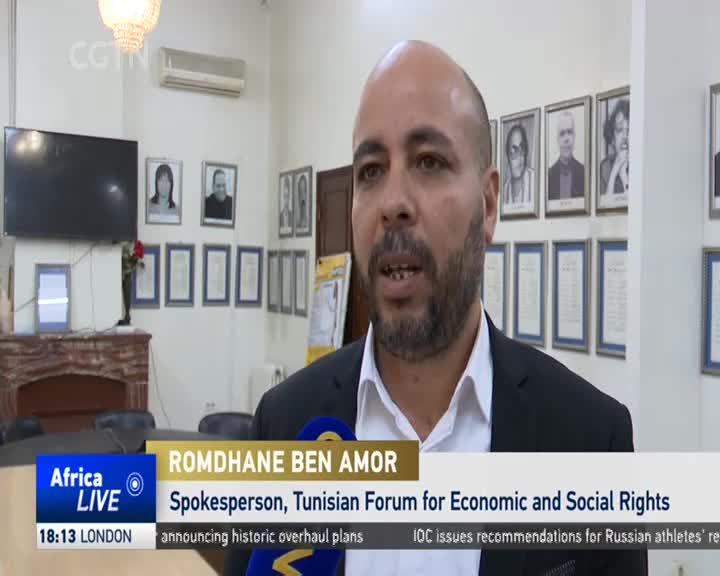 CGTN
ROMDHANE BEN AMOR
Africa
LIVE
Spokesperson, Tunisian Forum for Economic and Social Rights
18:13 LONDON
announcing historic overhaul plans
IOC issues recommendations for Russian athletes' re